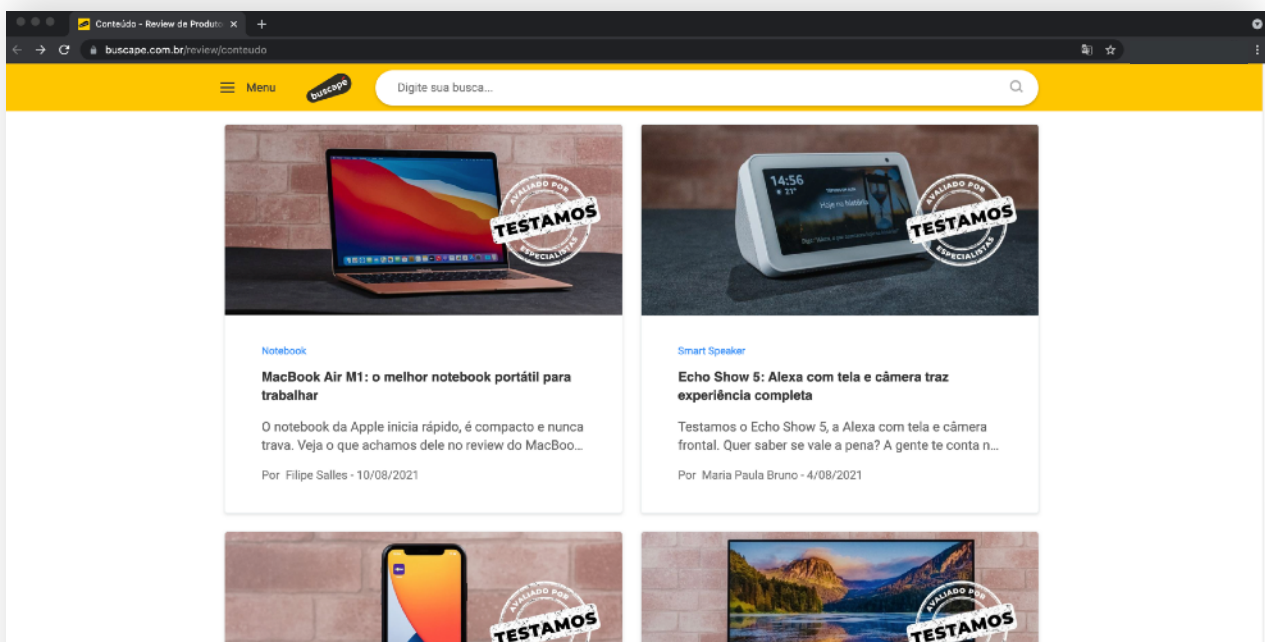 Conteúdo - Review de Produto
buscape.com.br/review/conteudo
Menu
buscapé
Digite sua busca...
AVALIADO POR
TESTAMOS
ESPECIALISTAS
14:56
21°
Hoje na história
AVALIADO POR
TESTAMOS
ESPECIALISTAS
Notebook
MacBook Air M1: o melhor notebook portátil para
trabalhar
O notebook da Apple inicia rápido, é compacto e nunca
trava. Veja o que achamos dele no review do MacBoo...
Por Filipe Salles - 10/08/2021
Smart Speaker
Echo Show 5: Alexa com tela e câmera traz
experiência completa
Testamos o Echo Show 5, a Alexa com tela e câmera
frontal. Quer saber se vale a pena? A gente te conta n...
Por Maria Paula Bruno - 4/08/2021
AVALIADO POR
TESTAMOS
AVALIADO POR
TESTAMOS